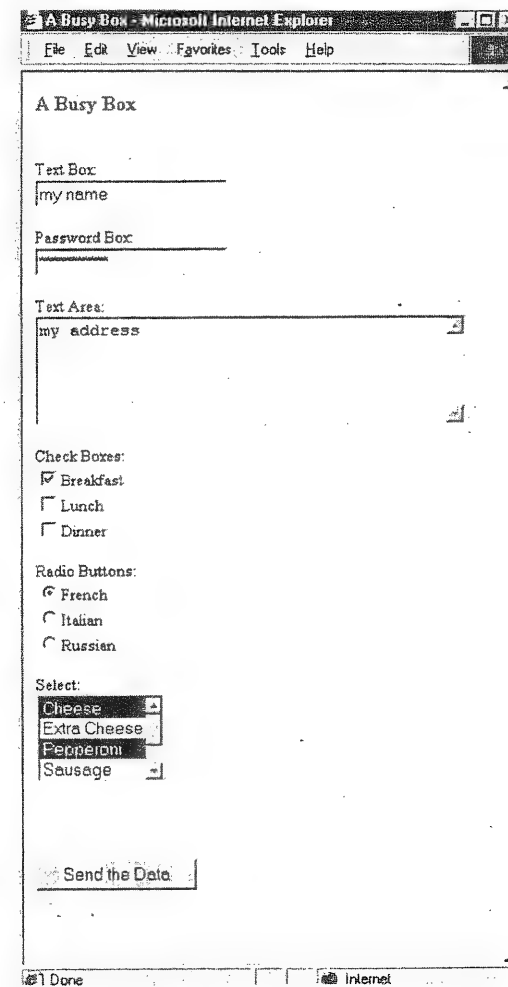 A Busy Box - Microsoft Internet Explorer
File Edit View Favorites Tools Help
A Busy Box
Text Box:
my name
Password Box:
Text Area:
my address
Check Boxes:
Breakfast
Lunch
Dinner
Radio Buttons:
French
Italian
Russian
Select:
Cheese
Extra Cheese
Pepperoni
Sausage
Send the Data
Done Internet